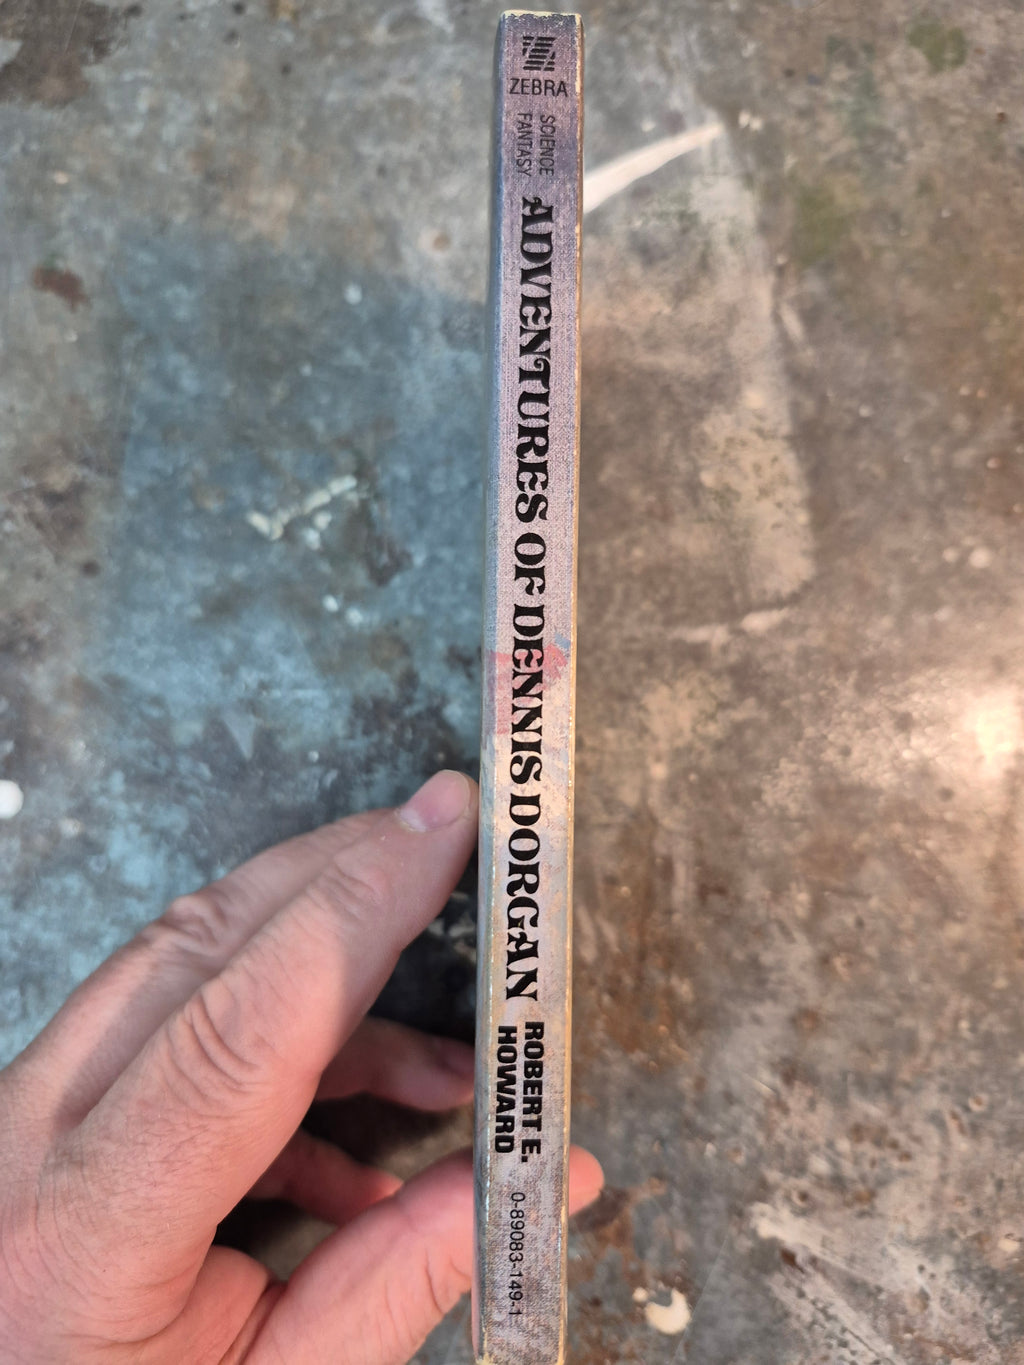 ZEBRA
SCIENCE
FANTASY
ADVENTURES OF DENNIS DORGAN
ROBERT E.
HOWARD
0-89083-149-1